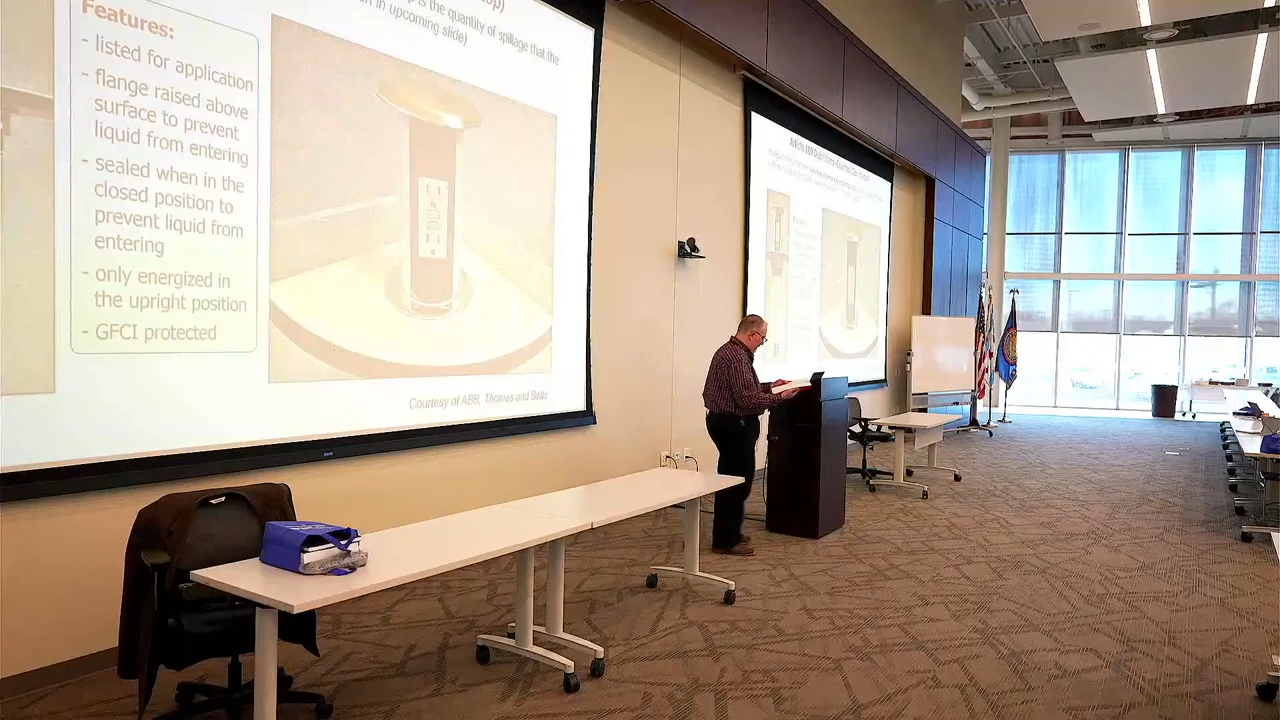 op)
p is the quantity of spillage that the
n in upcoming slide)
Features:
- listed for application
- flange raised above
surface to prevent
liquid from entering
- sealed when in the
closed position to
prevent liquid from
entering
- only energized in
the upright position
- GFCI protected
Courtesy of ABB, Thomas and Betts